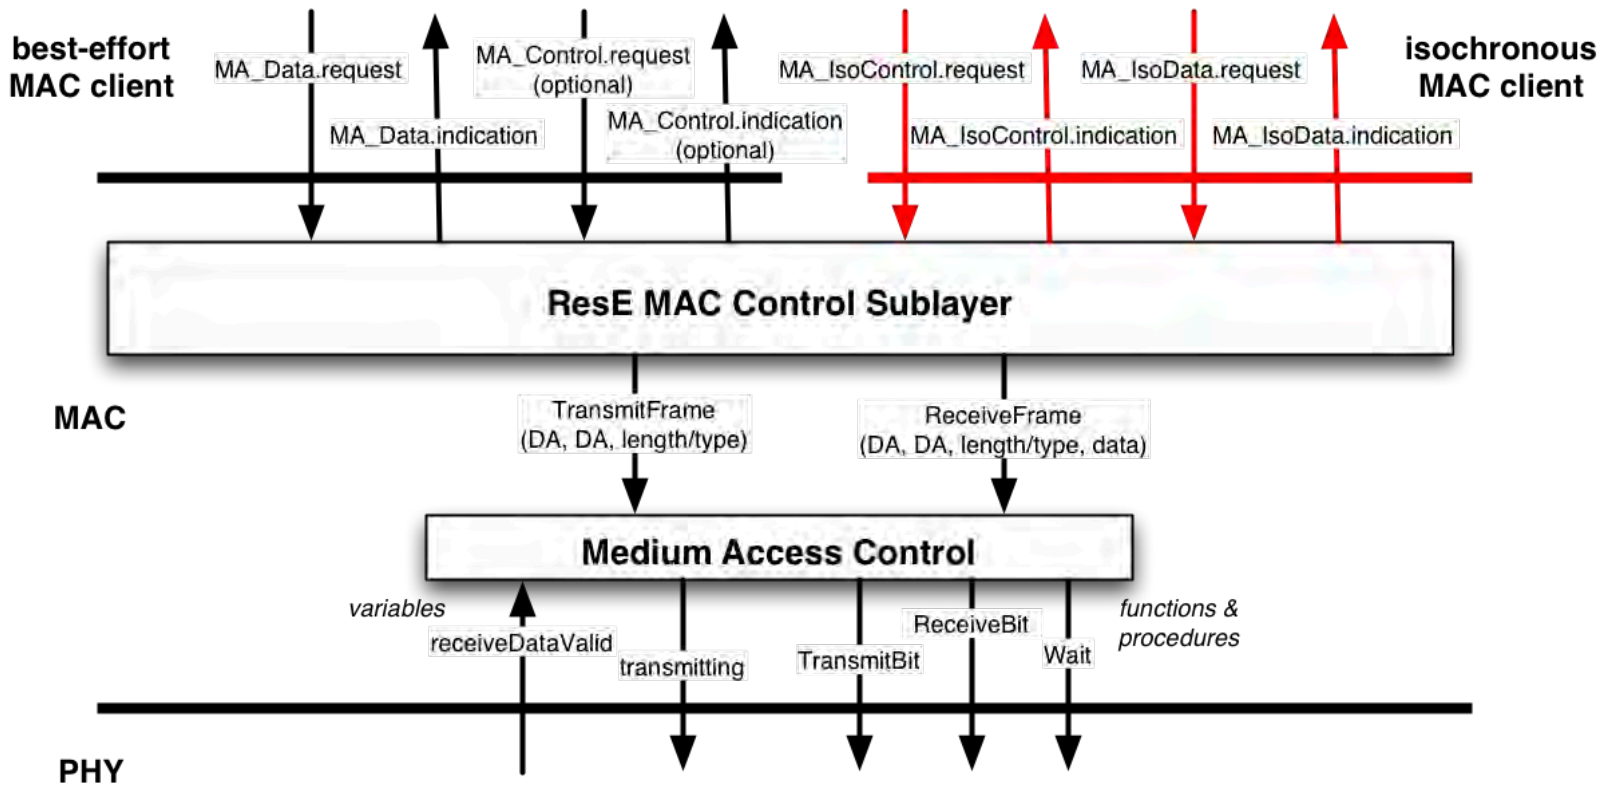 best-effort
MAC client
MA_Data.request
MA_Data.indication
MA_Control.request
(optional)
MA_Control.indication
(optional)
MA_IsoControl.request
MA_IsoControl.indication
MA_IsoData.request
MA_IsoData.indication
isochronous
MAC client
ResE MAC Control Sublayer
MAC
TransmitFrame
(DA, DA, length/type)
ReceiveFrame
(DA, DA, length/type, data)
Medium Access Control
variables
receiveDataValid
transmitting
TransmitBit
ReceiveBit
Wait
functions &
procedures
PHY